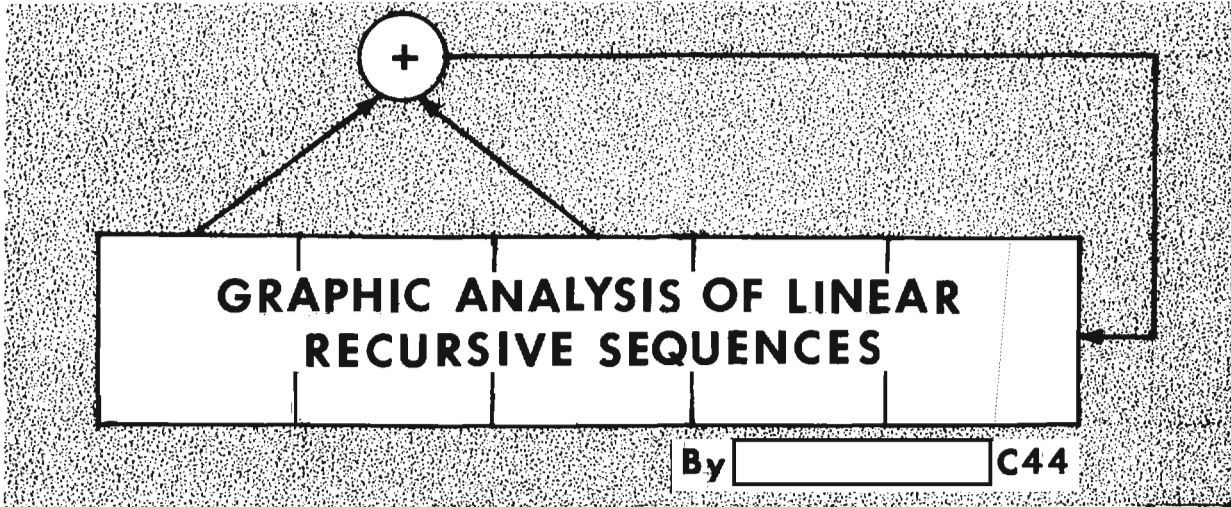 +
GRAPHIC ANALYSIS OF LINEAR
RECURSIVE SEQUENCES
By C44